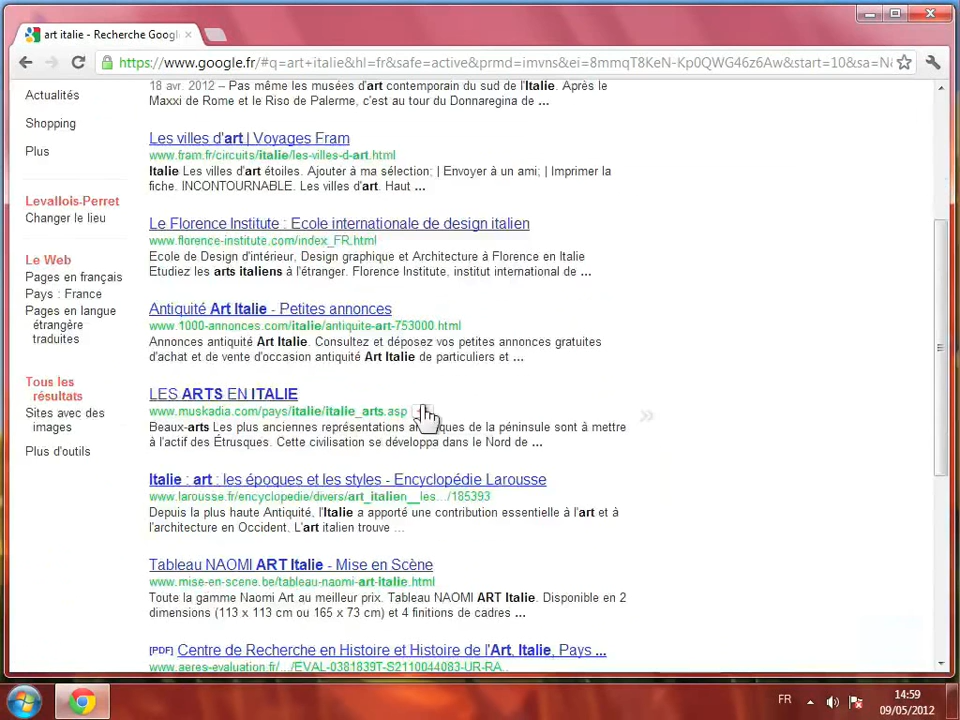 art italie - Recherche Googl
https://www.google.fr/#q=art+italie&hl=fr&safe=active&prmd=imvns&ei=8mmqT8KeN-Kp0QWG46z6Aw&start=10&sa=N
Actualités
Shopping
Plus
Levallois-Perret
Changer le lieu
Le Web
Pages en français
Pays : France
Pages en langue
étrangère
traduites
Tous les
résultats
Sites avec des
images
Plus d'outils
18 avr. 2012 – Pas même les musées d'art contemporain du sud de l'Italie. Après le
Maxxi de Rome et le Riso de Palerme, c'est au tour du Donnaregina de ...
Les villes d'art | Voyages Fram
www.fram.fr/circuits/italie/les-villes-d-art.html
Italie Les villes d'art étoiles. Ajouter à ma sélection; | Envoyer à un ami; | Imprimer la
fiche. INCONTOURNABLE. Les villes d'art. Haut ...
Le Florence Institute : Ecole internationale de design italien
www.florence-institute.com/index_FR.html
Ecole de Design d'intérieur, Design graphique et Architecture à Florence en Italie
Etudiez les arts italiens à l'étranger. Florence Institute, institut international de ...
Antiquité Art Italie - Petites annonces
www.1000-annonces.com/italie/antiquite-art-753000.html
Annonces antiquité Art Italie. Consultez et déposez vos petites annonces gratuites
d'achat et de vente d'occasion antiquité Art Italie de particuliers et ...
LES ARTS EN ITALIE
www.muskadia.com/pays/italie/italie_arts.asp
Beaux-arts Les plus anciennes représentations de la péninsule sont à mettre
à l'actif des Étrusques. Cette civilisation se développa dans le Nord de ...
Italie : art : les époques et les styles - Encyclopédie Larousse
www.larousse.fr/encyclopedie/divers/art_italien__les.../185393
Depuis la plus haute Antiquité, l'Italie a apporté une contribution essentielle à l'art et à
l'architecture en Occident. L'art italien trouve ...
Tableau NAOMI ART Italie - Mise en Scène
www.mise-en-scene.be/tableau-naomi-art-italie.html
Toute la gamme Naomi Art au meilleur prix. Tableau NAOMI ART Italie. Disponible en 2
dimensions (113 x 113 cm ou 165 x 73 cm) et 4 finitions de cadres ...
[PDF] Centre de Recherche en Histoire et Histoire de l'Art, Italie, Pays ...
www.aeres-evaluation.fr/.../EVAL-0381839T-S2110044083-UR-RA..
FR
14:59
09/05/2012